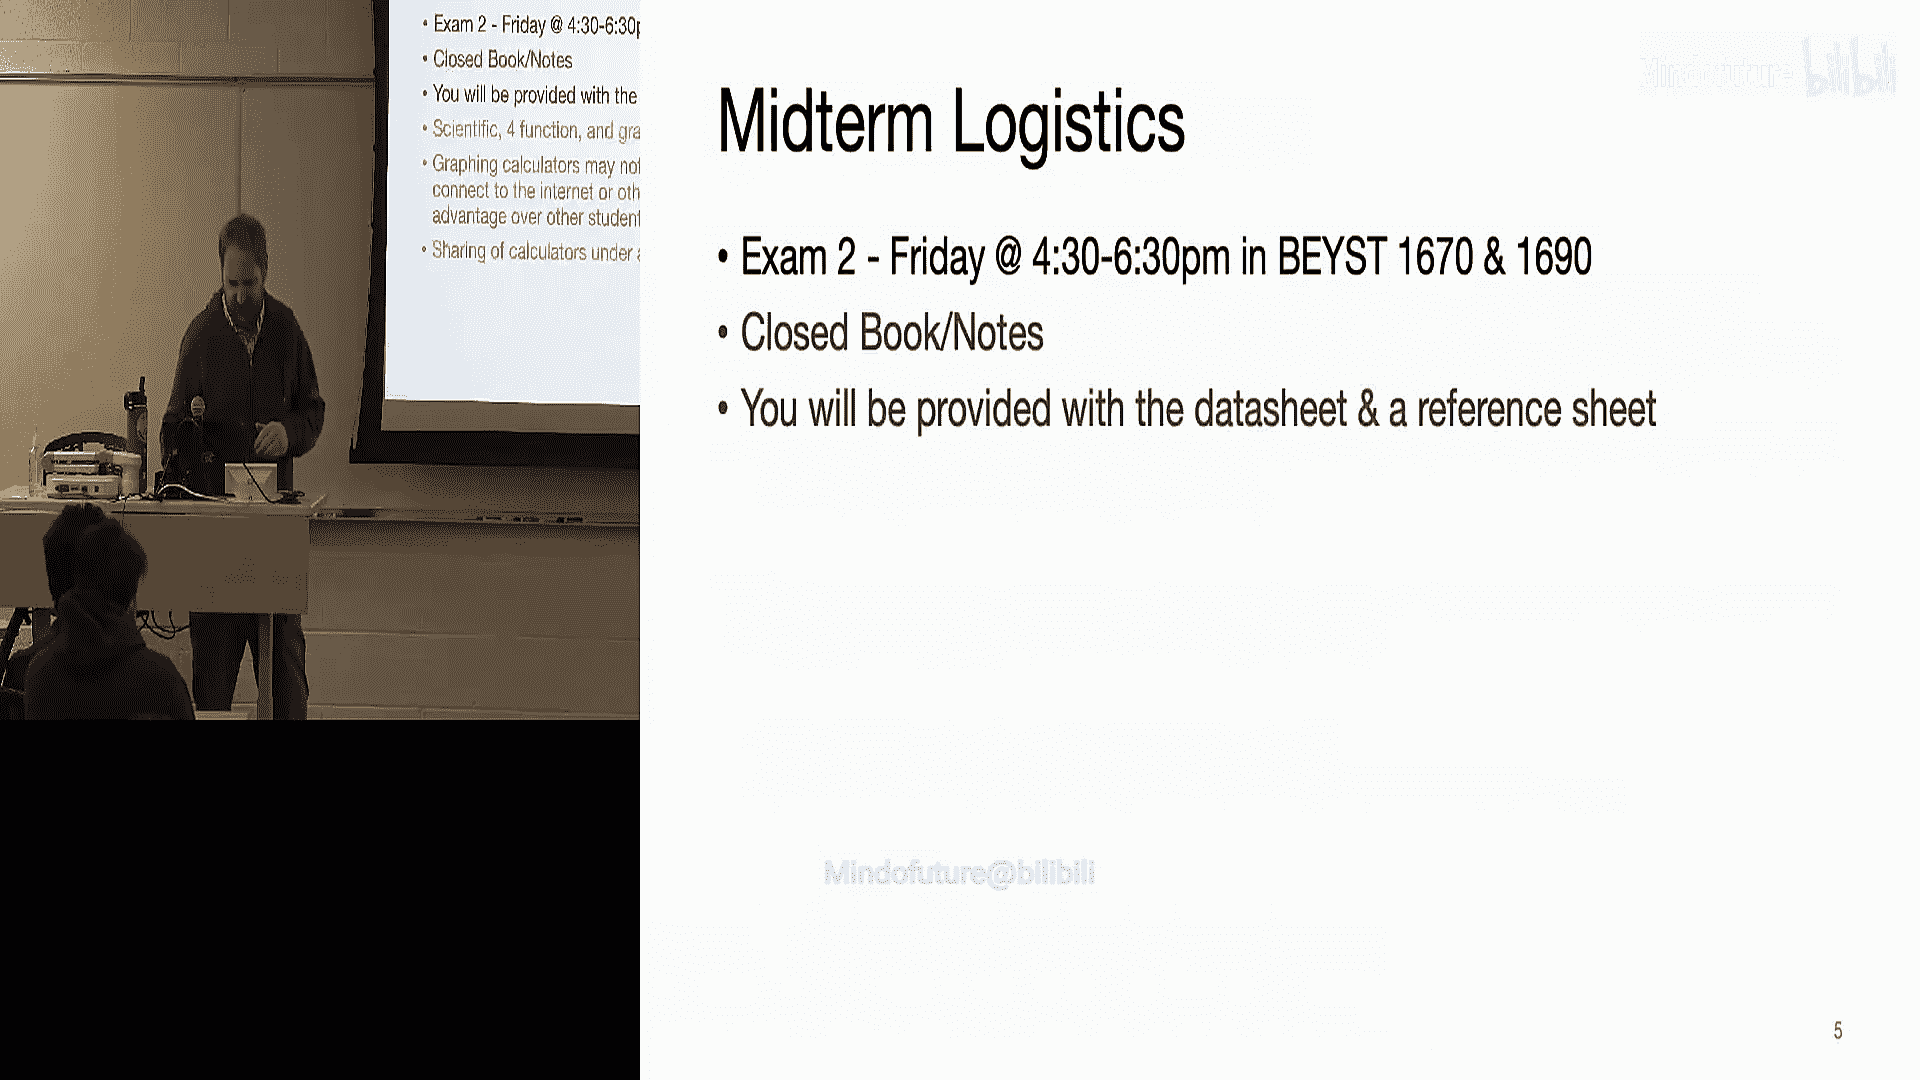 • Exam 2 - Friday @ 4:30-6:30p
• Closed Book/Notes
• You will be provided with the
• Scientific, 4 function, and gra
• Graphing calculators may not
connect to the internet or oth
advantage over other student
• Sharing of calculators under a
Mindofuture bilibili
Midterm Logistics
• Exam 2 - Friday @ 4:30-6:30pm in BEYST 1670 & 1690
• Closed Book/Notes
• You will be provided with the datasheet & a reference sheet
Mindofuture@bilibili
5